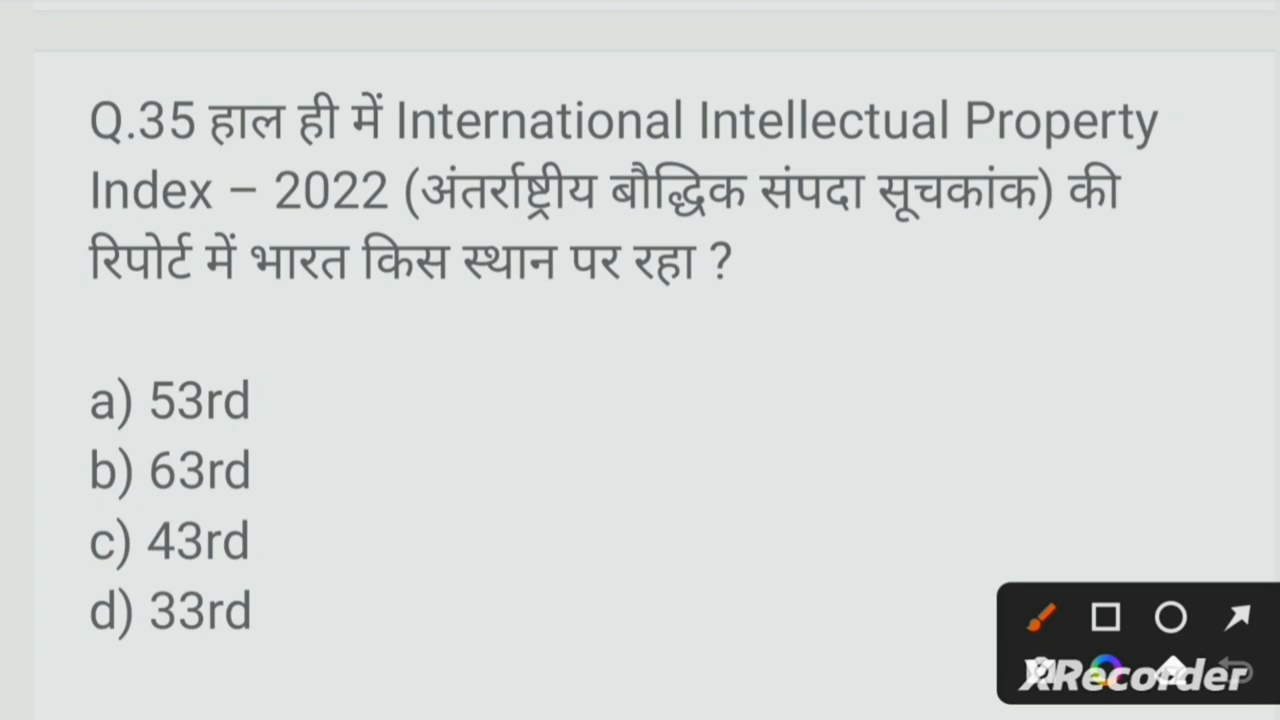 Q.35 हाल ही में International Intellectual Property
Index – 2022 (अंतर्राष्ट्रीय बौद्धिक संपदा सूचकांक) की
रिपोर्ट में भारत किस स्थान पर रहा ?
a) 53rd
b) 63rd
c) 43rd
d) 33rd
XRecorder